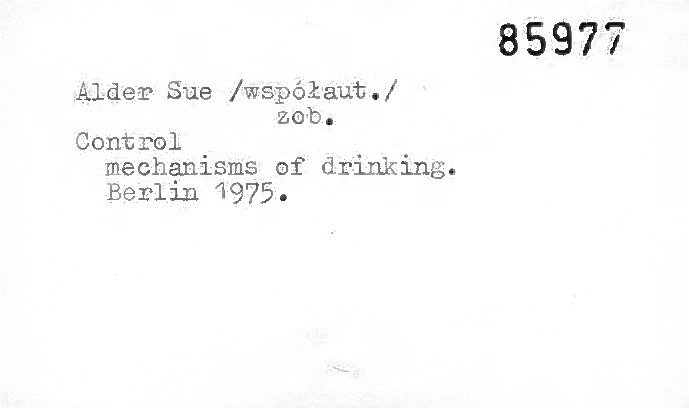 85977
Alder Sue /współaut./
zob.
Control
mechanisms of drinking.
Berlin 1975.